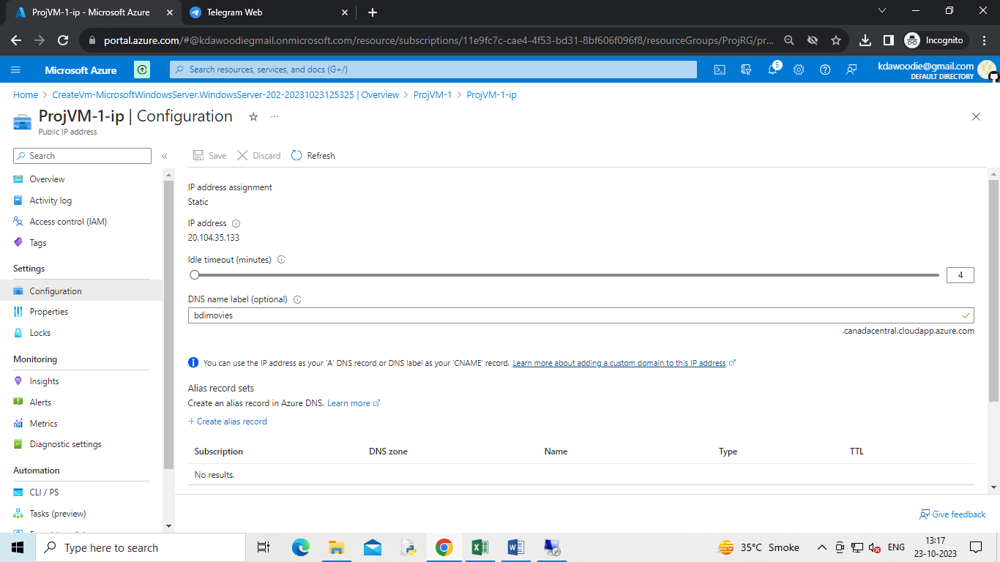 ProjVM-1-ip - Microsoft Azure
Telegram Web
portal.azure.com/#@kdawoodiegmail.onmicrosoft.com/resource/subscriptions/11e9fc7c-cae4-4f53-bd31-8bf606f096f8/resourceGroups/ProjRG/pr...
Incognito
Microsoft Azure
Search resources, services, and docs (G+/)
5
kdawoodie@gmail.com
DEFAULT DIRECTORY
Home > CreateVm-MicrosoftWindowsServer.WindowsServer-202-20231023125325 | Overview > ProjVM-1 > ProjVM-1-ip
ProjVM-1-ip | Configuration
Public IP address
Search
Save
Discard
Refresh
Overview
Activity log
Access control (IAM)
Tags
Settings
Configuration
Properties
Locks
Monitoring
Insights
Alerts
Metrics
Diagnostic settings
Automation
CLI / PS
Tasks (preview)
IP address assignment
Static
IP address
20.104.35.133
Idle timeout (minutes)
4
DNS name label (optional)
bdimovies
.canadacentral.cloudapp.azure.com
You can use the IP address as your 'A' DNS record or DNS label as your 'CNAME' record. Learn more about adding a custom domain to this IP address
Alias record sets
Create an alias record in Azure DNS. Learn more
+ Create alias record
Subscription DNS zone Name Type TTL
No results.
Give feedback
Type here to search
35°C Smoke
ENG
13:17
23-10-2023